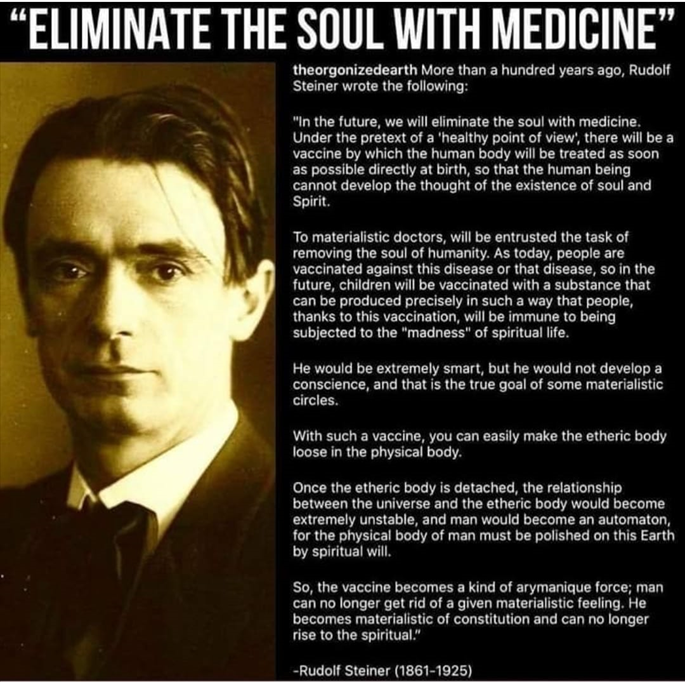 “ELIMINATE THE SOUL WITH MEDICINE”
theorgonizedearth More than a hundred years ago, Rudolf
Steiner wrote the following:
"In the future, we will eliminate the soul with medicine.
Under the pretext of a 'healthy point of view', there will be a
vaccine by which the human body will be treated as soon
as possible directly at birth, so that the human being
cannot develop the thought of the existence of soul and
Spirit.
To materialistic doctors, will be entrusted the task of
removing the soul of humanity. As today, people are
vaccinated against this disease or that disease, so in the
future, children will be vaccinated with a substance that
can be produced precisely in such a way that people,
thanks to this vaccination, will be immune to being
subjected to the "madness" of spiritual life.
He would be extremely smart, but he would not develop a
conscience, and that is the true goal of some materialistic
circles.
With such a vaccine, you can easily make the etheric body
loose in the physical body.
Once the etheric body is detached, the relationship
between the universe and the etheric body would become
extremely unstable, and man would become an automaton,
for the physical body of man must be polished on this Earth
by spiritual will.
So, the vaccine becomes a kind of arymanique force; man
can no longer get rid of a given materialistic feeling. He
becomes materialistic of constitution and can no longer
rise to the spiritual."
-Rudolf Steiner (1861-1925)